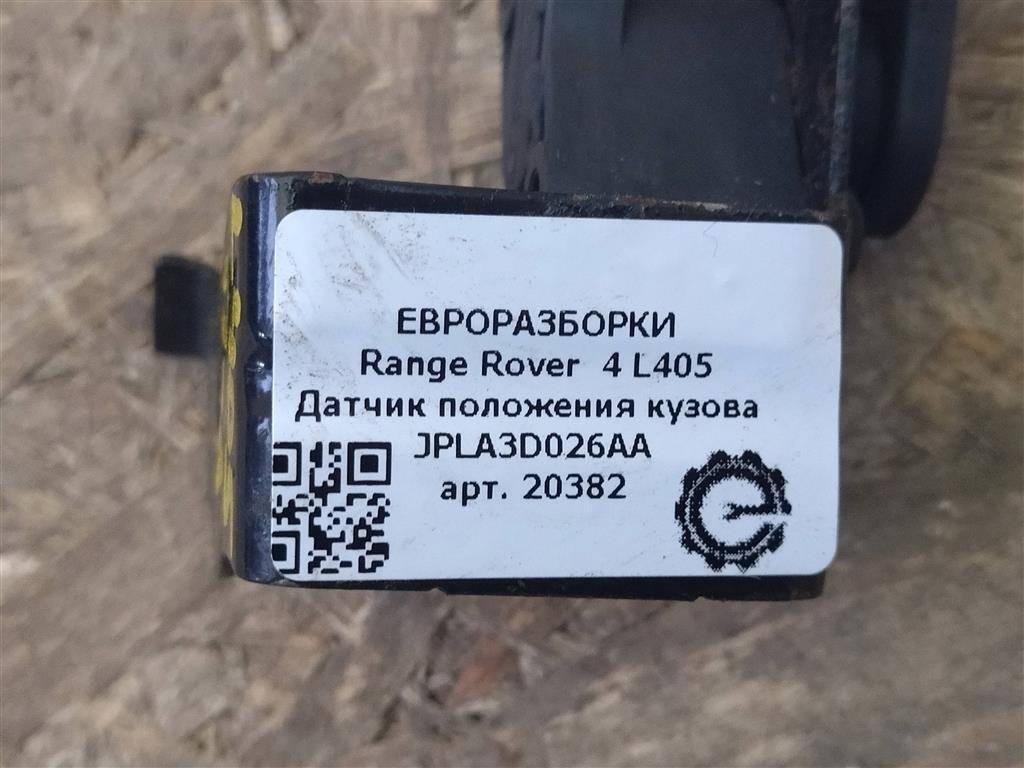 ЕВРОРАЗБОРКИ
Range Rover 4 L405
Датчик положения кузова
JPLA3D026AA
арт. 20382